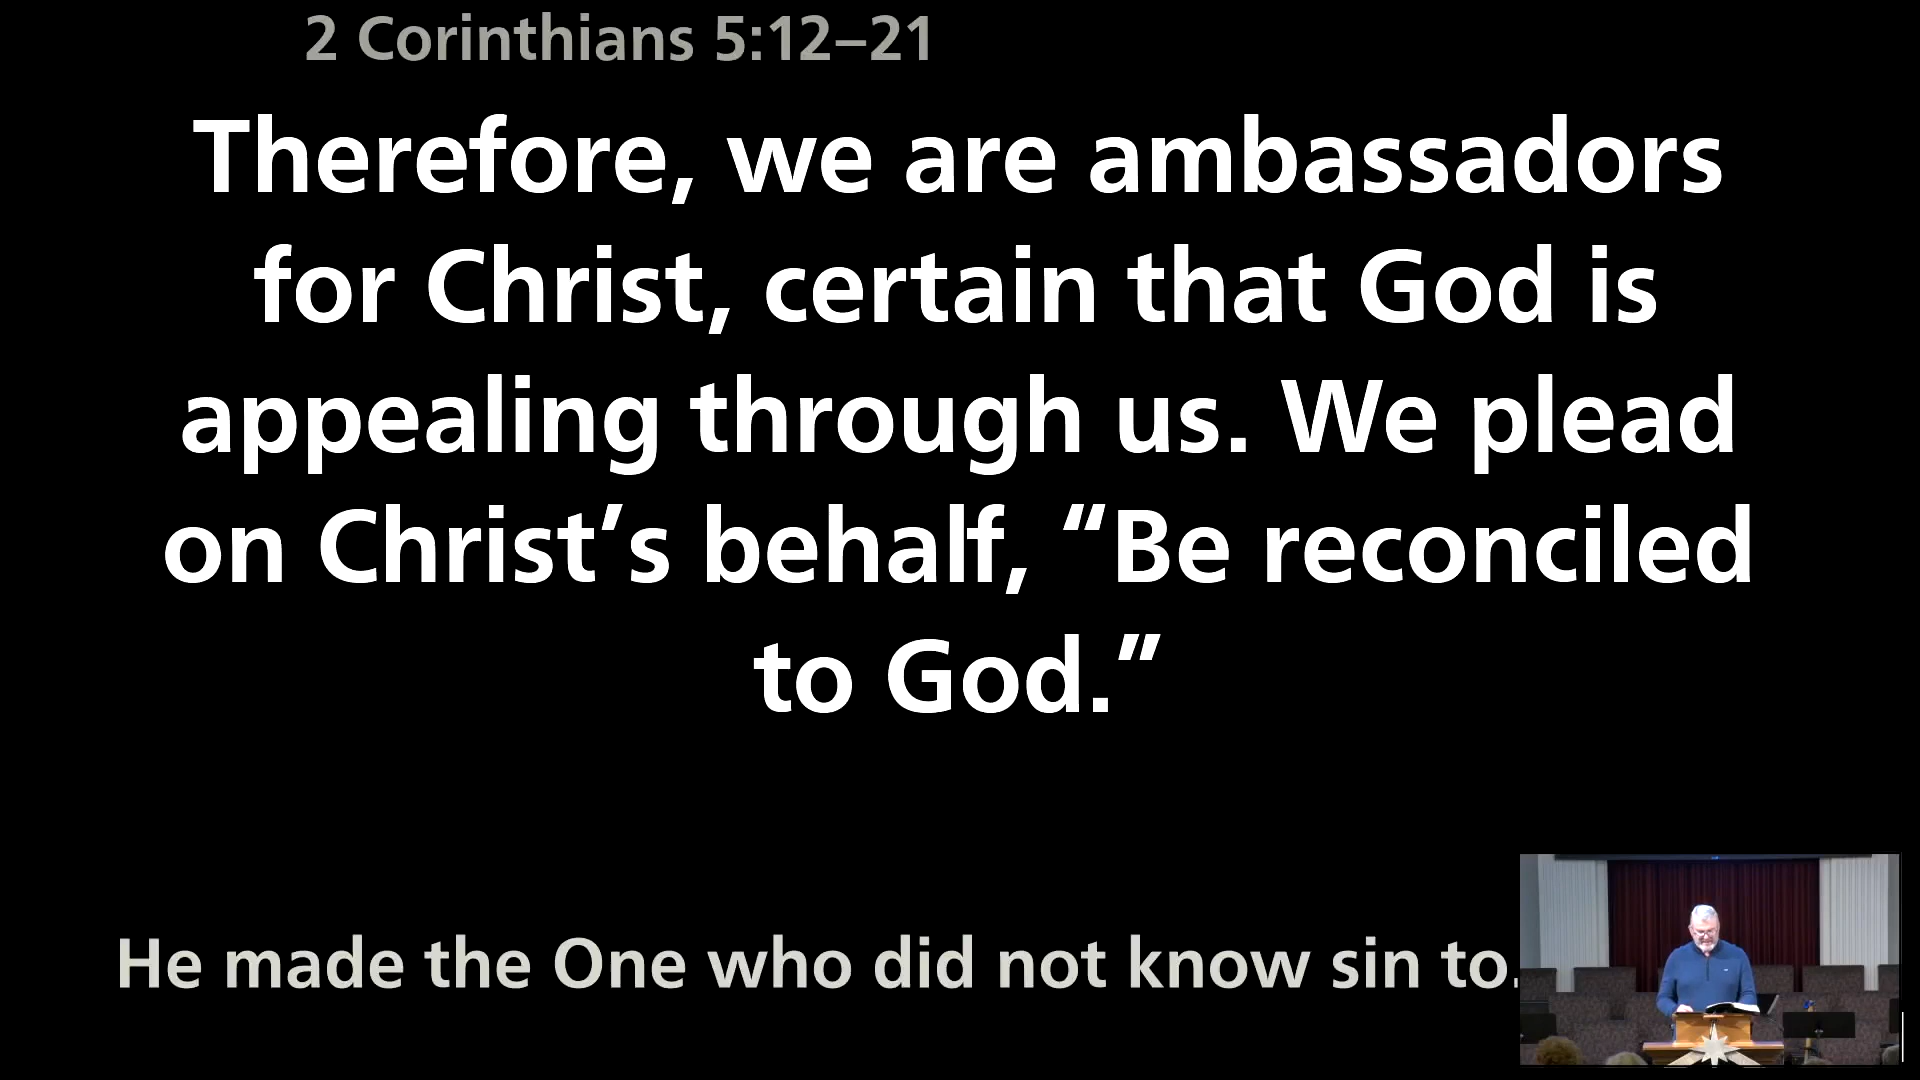 2 Corinthians 5:12–21
Therefore, we are ambassadors
for Christ, certain that God is
appealing through us. We plead
on Christ’s behalf, “Be reconciled
to God.”
He made the One who did not know sin to.